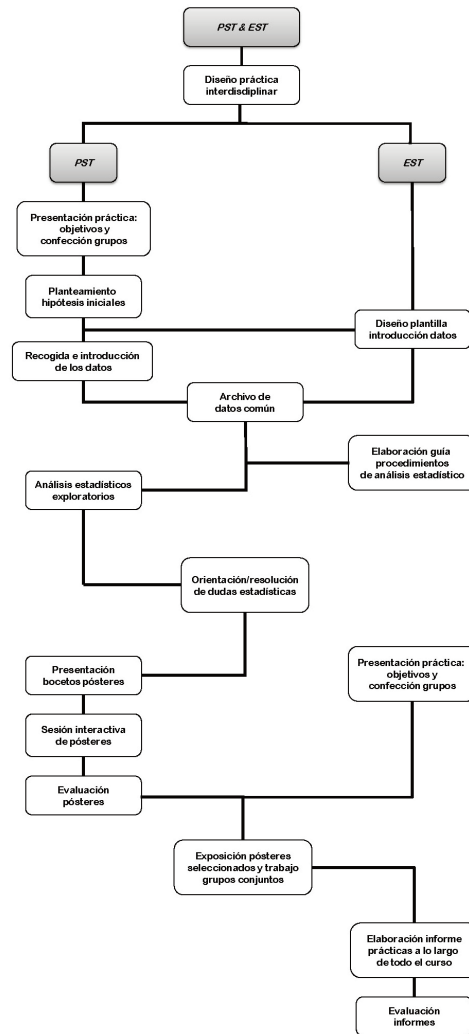 PST & EST
Diseño práctica
interdisdiplinar
PST
EST
Presentación práctica:
objetivos y
confección grupos
Planteamiento
hipótesis iniciales
Diseño plantilla
introducción datos
Recogida e introducción
de los datos
Archivo de
datos común
Elaboración guía
procedimientos
de análisis estadístico
Análisis estadísticos
exploratorios
Orientación/resolución
de dudas estadísticas
Presentación
bocetos pósteres
Presentación práctica:
objetivos y
confección grupos
Sesión interactiva
de pósteres
Evaluación
pósteres
Exposición pósteres
seleccionados y trabajo
grupos conjuntos
Elaboración informe
prácticas a lo largo
de todo el curso
Evaluación
informes